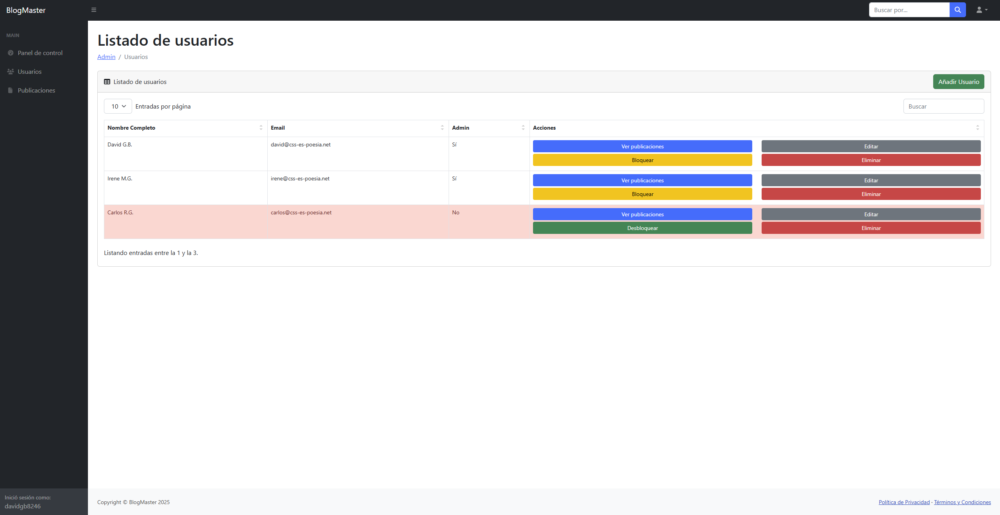 BlogMaster
Buscar por...
MAIN
Panel de control
Usuarios
Publicaciones
Listado de usuarios
Admin / Usuarios
Listado de usuarios
Añadir Usuario
10 Entradas por página
Buscar
Nombre Completo Email Admin Acciones
David G.B. david@css-es-poesia.net Sí Ver publicaciones Editar
Bloquear Eliminar
Irene M.G. irene@css-es-poesia.net Sí Ver publicaciones Editar
Bloquear Eliminar
Carlos R.G. carlos@css-es-poesia.net No Ver publicaciones Editar
Desbloquear Eliminar
Listando entradas entre la 1 y la 3.
Inició sesión como:
davidgb8246
Copyright © BlogMaster 2025
Política de Privacidad · Términos y Condiciones